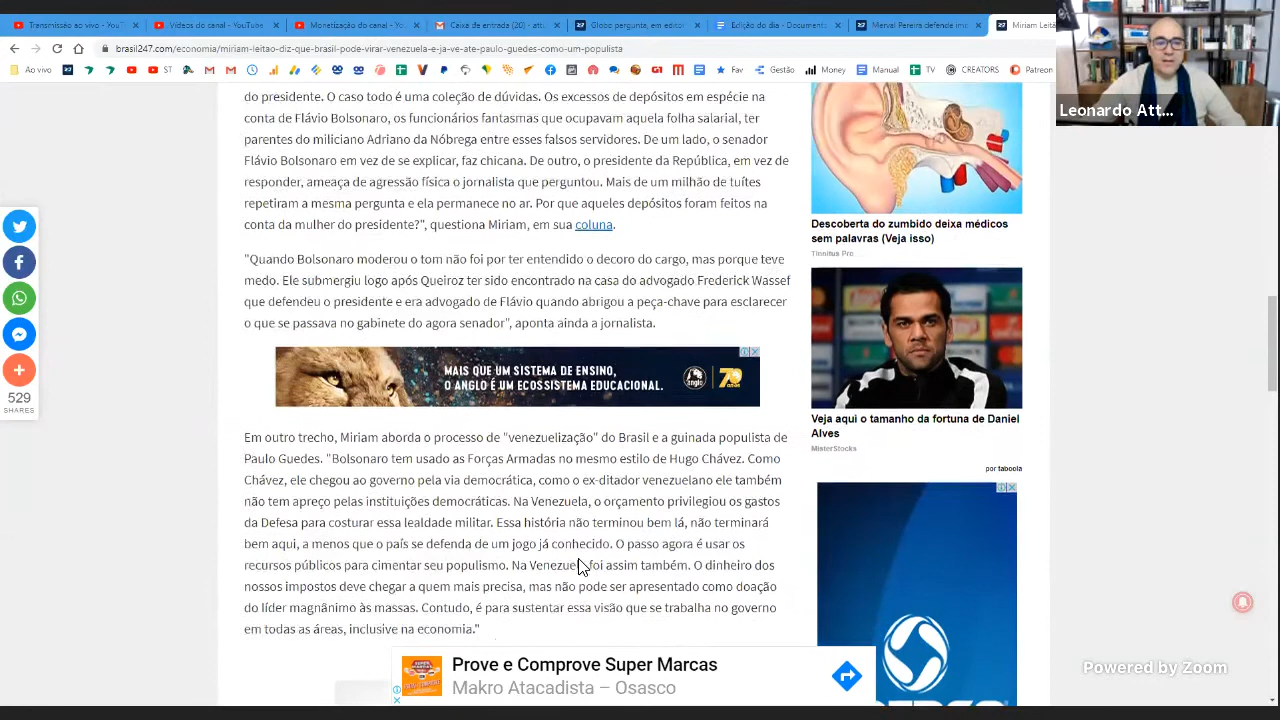 Transmissão ao vivo - YouTube
Vídeos do canal - YouTube
Monetização do canal - YouTube
Caixa de entrada (20) - att
Globo pergunta, em editor
Edição do dia - Document
Merval Pereira defende im
Miriam Leitã
brasil247.com/economia/miriam-leitao-diz-que-brasil-pode-virar-venezuela-e-ja-ve-ate-paulo-guedes-como-um-populista
Ao vivo
ST
Fav
Gestão
Money
Manual
TV
CREATORS
Patreon
Leonardo Att...
do presidente. O caso todo é uma coleção de dúvidas. Os excessos de depósitos em espécie na
conta de Flávio Bolsonaro, os funcionários fantasmas que ocupavam aquela folha salarial, ter
parentes do miliciano Adriano da Nóbrega entre esses falsos servidores. De um lado, o senador
Flávio Bolsonaro em vez de se explicar, faz chicana. De outro, o presidente da República, em vez de
responder, ameaça de agressão física o jornalista que perguntou. Mais de um milhão de tuítes
repetiram a mesma pergunta e ela permanece no ar. Por que aqueles depósitos foram feitos na
conta da mulher do presidente?", questiona Miriam, em sua coluna.
"Quando Bolsonaro moderou o tom não foi por ter entendido o decoro do cargo, mas porque teve
medo. Ele submergiu logo após Queiroz ter sido encontrado na casa do advogado Frederick Wassef
que defendeu o presidente e era advogado de Flávio quando abrigou a peça-chave para esclarecer
o que se passava no gabinete do agora senador", aponta ainda a jornalista.
MAIS QUE UM SISTEMA DE ENSINO,
O ANGLO É UM ECOSSISTEMA EDUCACIONAL.
anglo
70
Em outro trecho, Miriam aborda o processo de "venezuelização" do Brasil e a guinada populista de
Paulo Guedes. "Bolsonaro tem usado as Forças Armadas no mesmo estilo de Hugo Chávez. Como
Chávez, ele chegou ao governo pela via democrática, como o ex-ditador venezuelano ele também
não tem apreço pelas instituições democráticas. Na Venezuela, o orçamento privilegiou os gastos
da Defesa para costurar essa lealdade militar. Essa história não terminou bem lá, não terminará
bem aqui, a menos que o país se defenda de um jogo já conhecido. O passo agora é usar os
recursos públicos para cimentar seu populismo. Na Venezuela foi assim também. O dinheiro dos
nossos impostos deve chegar a quem mais precisa, mas não pode ser apresentado como doação
do líder magnânimo às massas. Contudo, é para sustentar essa visão que se trabalha no governo
em todas as áreas, inclusive na economia."
529
SHARES
Descoberta do zumbido deixa médicos
sem palavras (Veja isso)
Tinnitus Pro
Veja aqui o tamanho da fortuna de Daniel
Alves
MisterStocks
por taboola
Prove e Comprove Super Marcas
Makro Atacadista – Osasco
Powered by Zoom